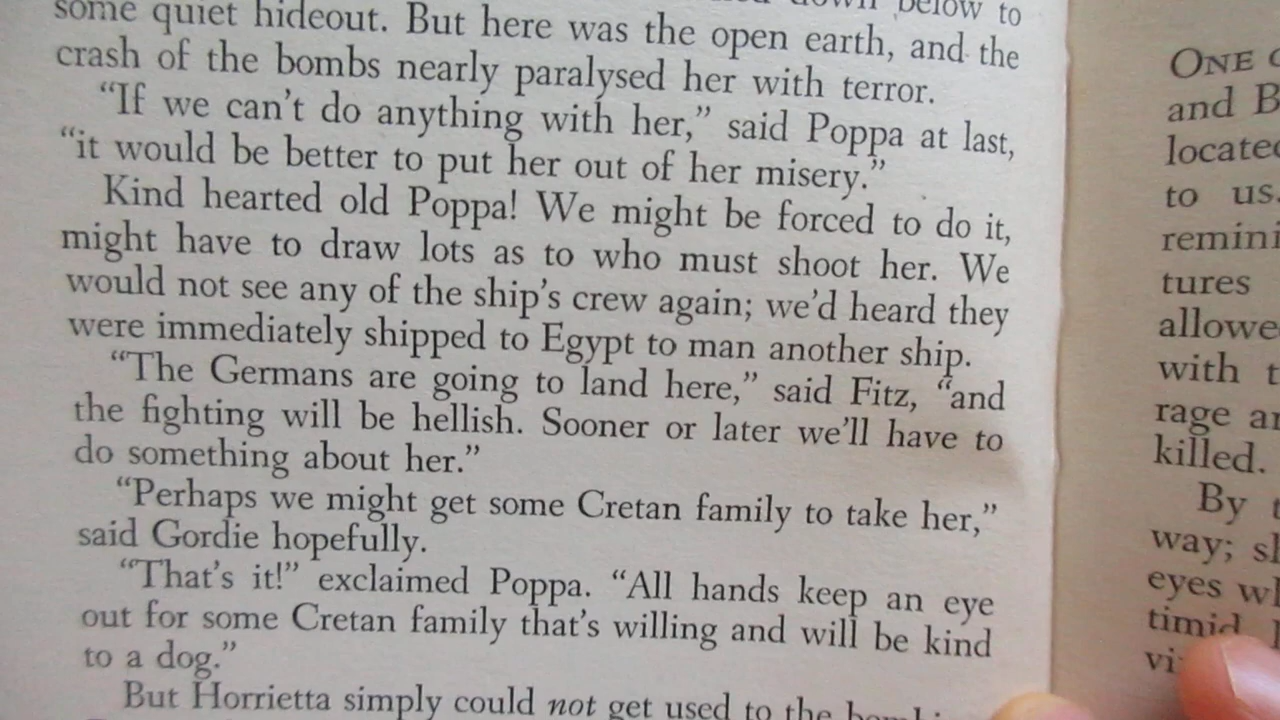 down below to
some quiet hideout. But here was the open earth, and the
crash of the bombs nearly paralysed her with terror.
“If we can’t do anything with her,” said Poppa at last,
“it would be better to put her out of her misery.”
Kind hearted old Poppa! We might be forced to do it,
might have to draw lots as to who must shoot her. We
would not see any of the ship’s crew again; we’d heard they
were immediately shipped to Egypt to man another ship.
“The Germans are going to land here,” said Fitz, “and
the fighting will be hellish. Sooner or later we’ll have to
do something about her.”
“Perhaps we might get some Cretan family to take her,”
said Gordie hopefully.
“That’s it!” exclaimed Poppa. “All hands keep an eye
out for some Cretan family that’s willing and will be kind
to a dog.”
But Horrietta simply could not get used to the
ONE
and B
located
to us.
remini
tures
allowe
with t
rage
killed.
By t
way;
eyes
timid